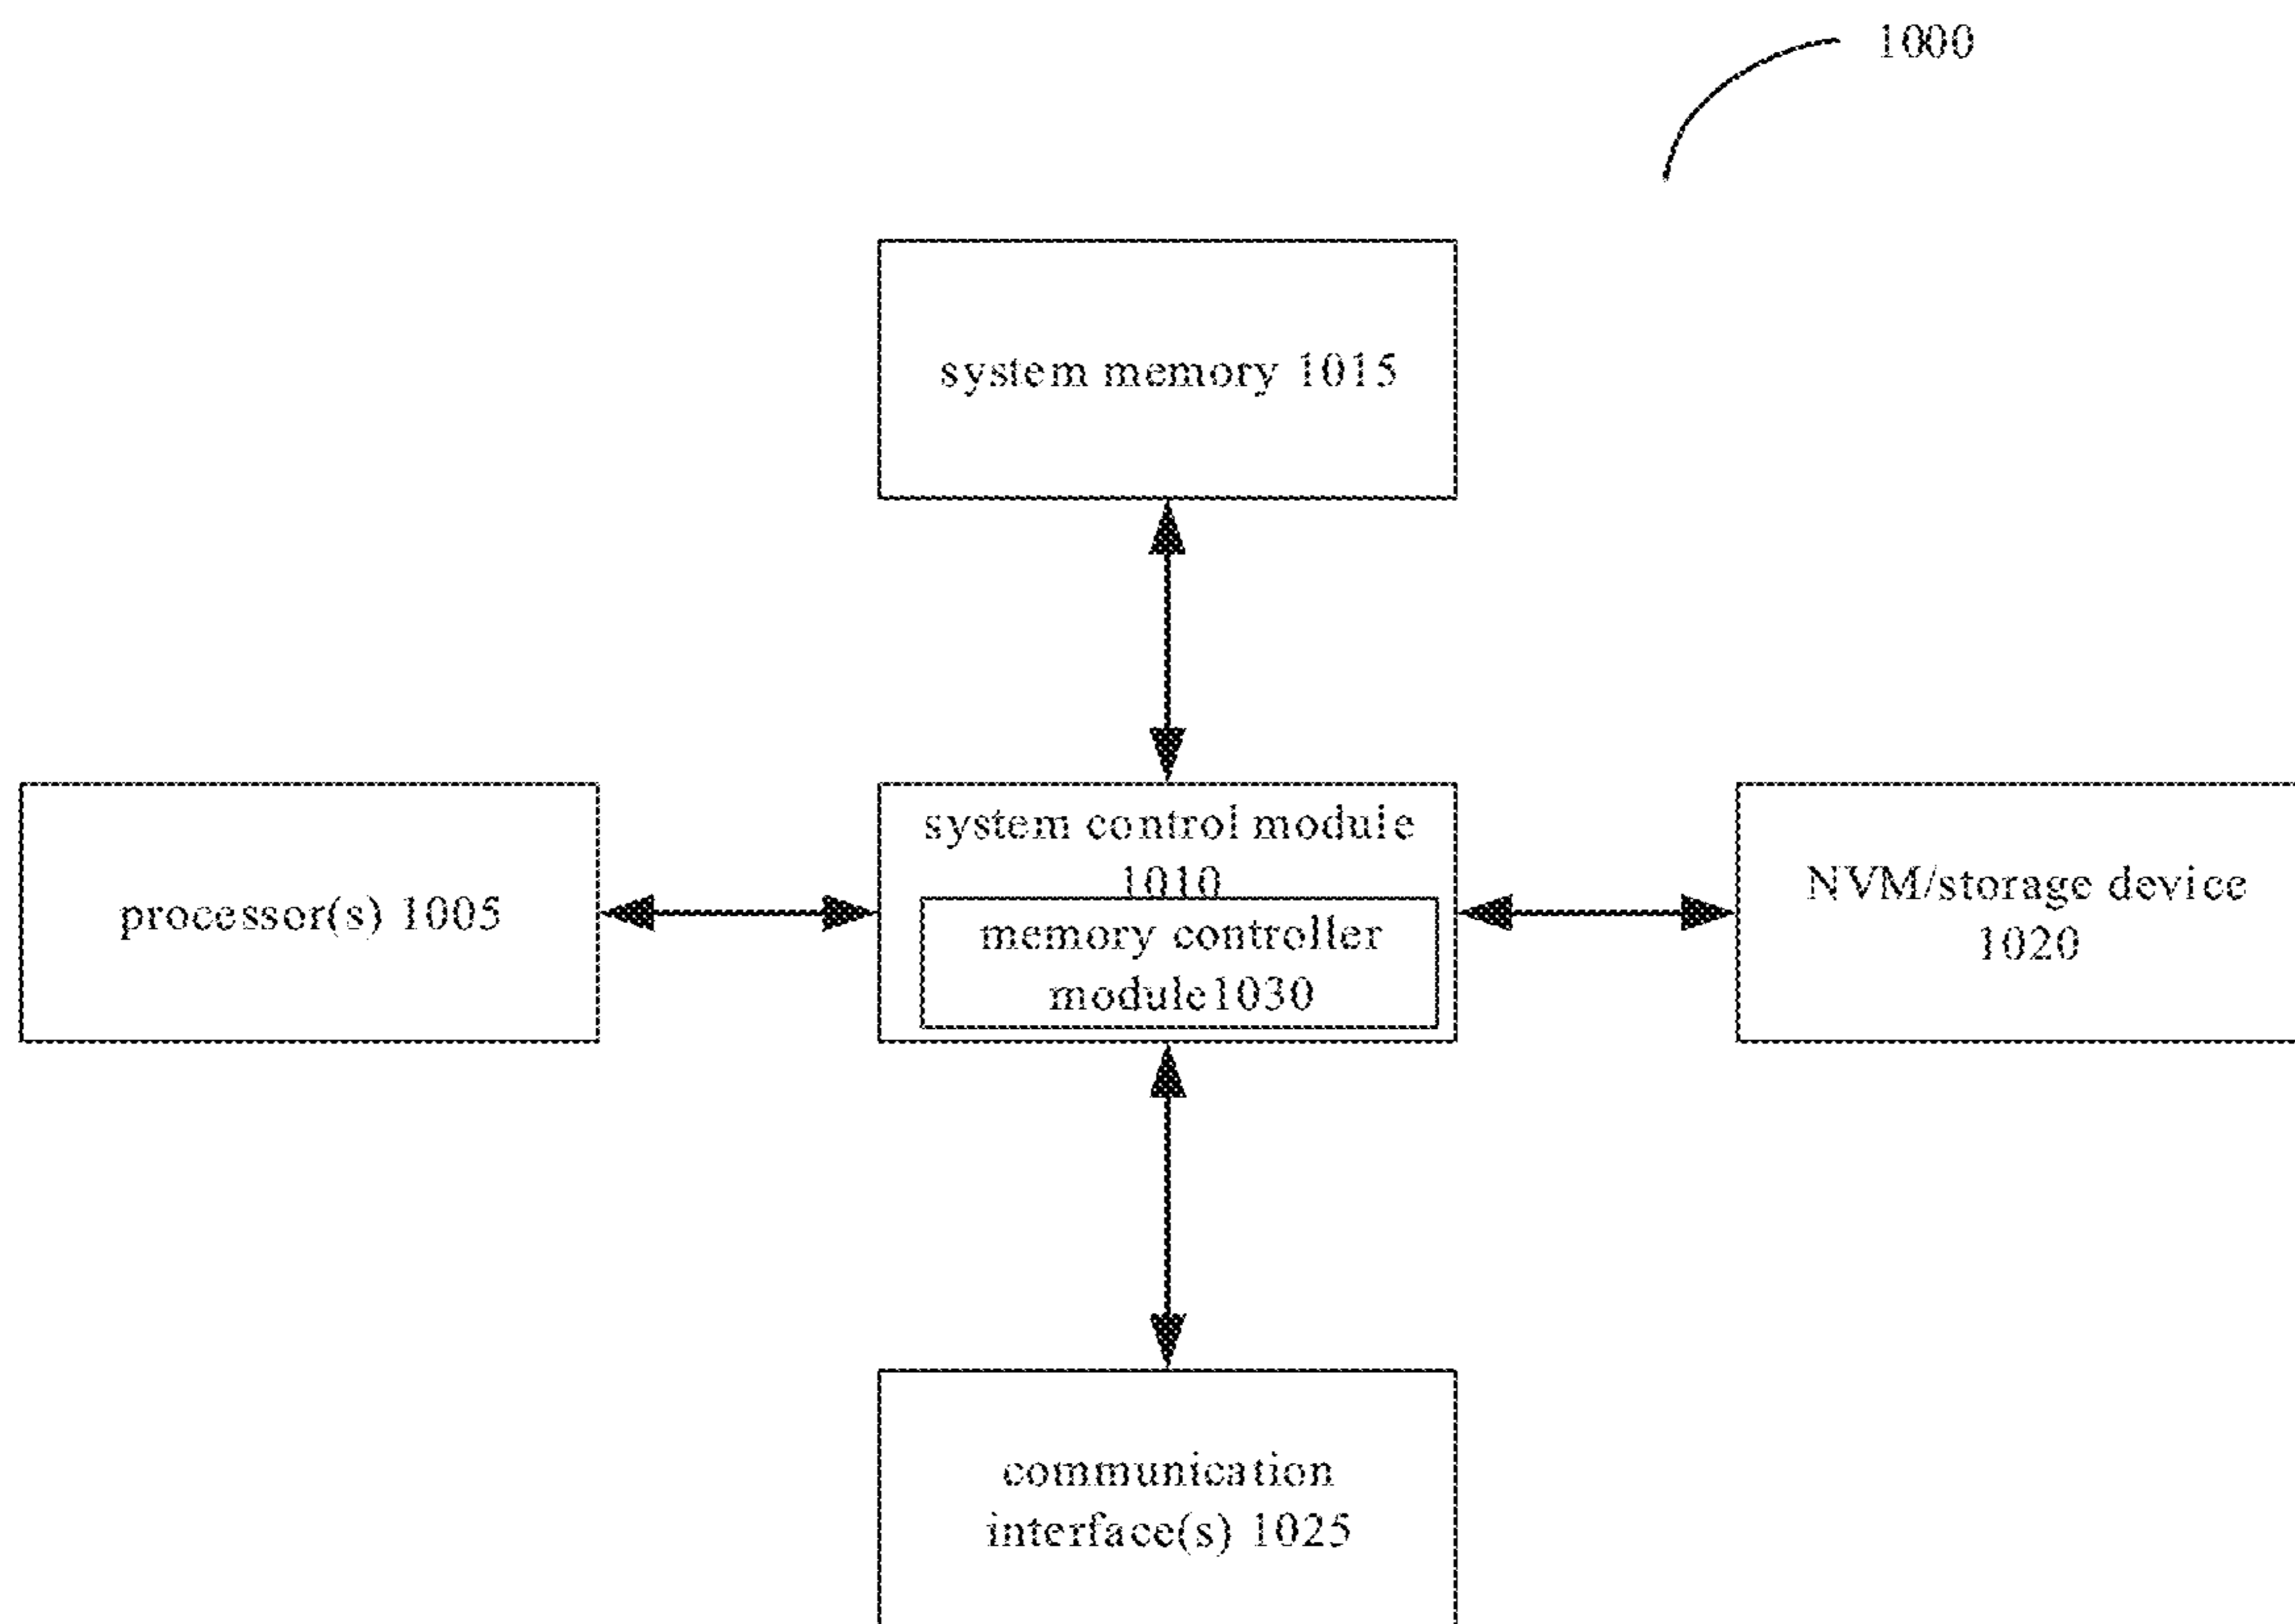 1000
system memory 1015
processor(s) 1005
system control module
1010
memory controller
module1030
NVM/storage device
1020
communication
interface(s) 1025